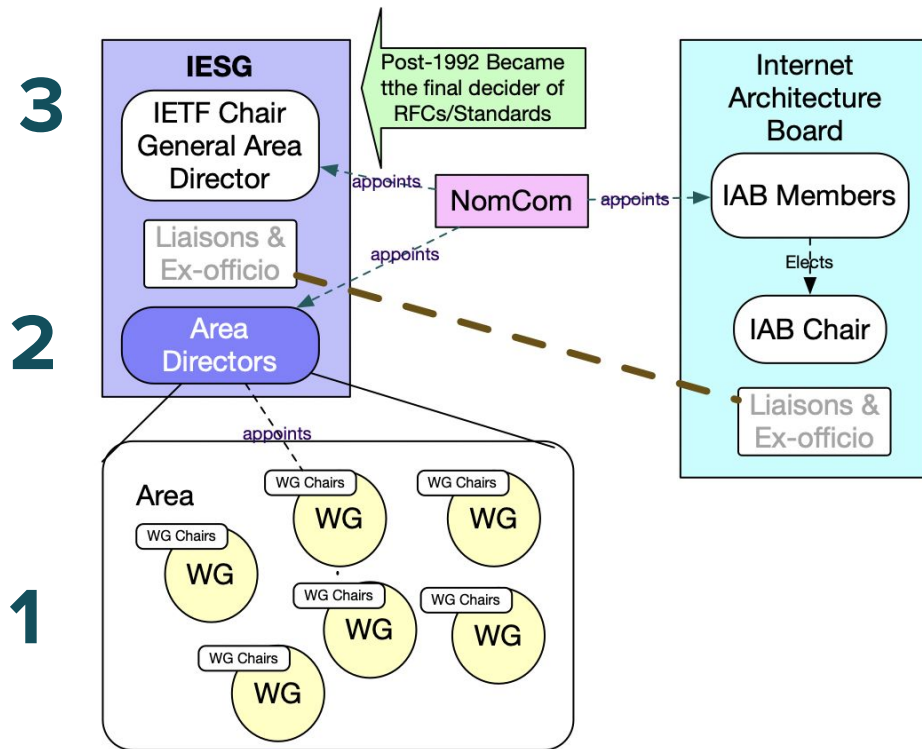 3
IESG
IETF Chair
General Area
Director
Post-1992 Became
tthe final decider of
RFCs/Standards
Internet
Architecture
Board
appoints
NomCom
appoints
IAB Members
appoints
Liaisons &
Ex-officio
Elects
2
Area
Directors
IAB Chair
Liaisons &
Ex-officio
appoints
1
Area
WG Chairs
WG
WG Chairs
WG
WG Chairs
WG
WG Chairs
WG
WG Chairs
WG
WG Chairs
WG